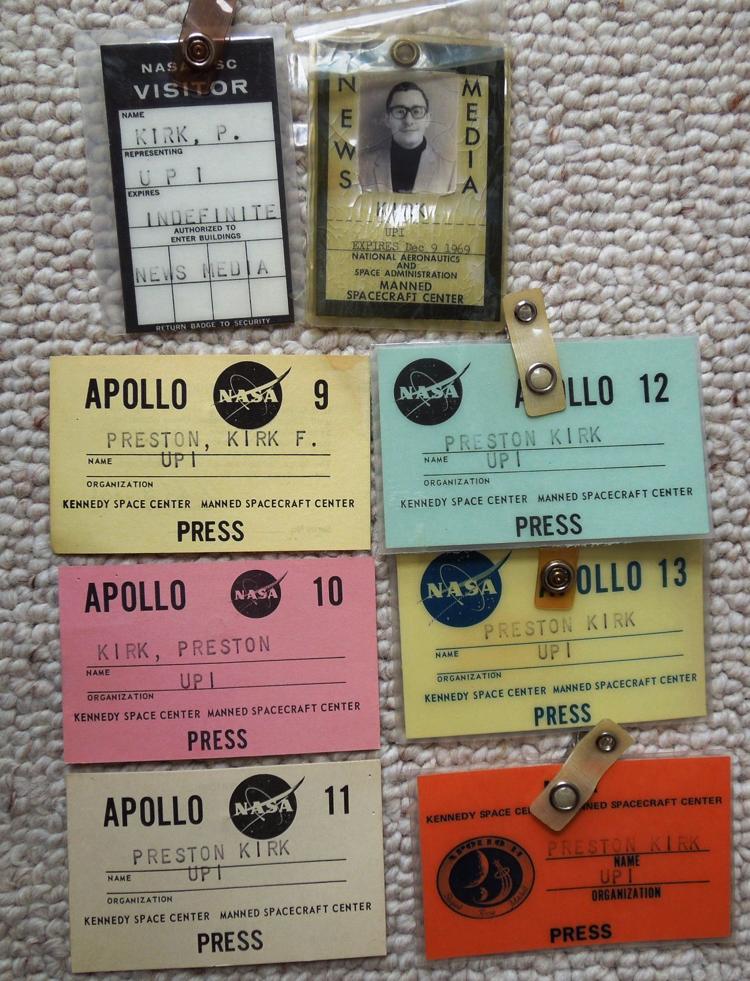 VISITOR
NAME
KIRK, P.
REPRESENTING
UPI
EXPIRES
INDEFINITE
AUTHORIZED TO
ENTER BUILDINGS
NEWS MEDIA
RETURN BADGE TO SECURITY
NEWS
MEDIA
KIRK
UPI
EXPIRES Dec 9 1969
NATIONAL AERONAUTICS
AND
SPACE ADMINISTRATION
MANNED
SPACECRAFT CENTER
APOLLO NASA 9
PRESTON, KIRK F.
NAME UPI
ORGANIZATION
KENNEDY SPACE CENTER MANNED SPACECRAFT CENTER
PRESS
NASA 12
PRESTON KIRK
NAME UPI
ORGANIZATION
KENNEDY SPACE CENTER MANNED SPACECRAFT CENTER
PRESS
APOLLO NASA 10
KIRK, PRESTON
NAME
UPI
ORGANIZATION
KENNEDY SPACE CENTER MANNED SPACECRAFT CENTER
PRESS
NASA 13
PRESTON KIRK
NAME UPI
ORGANIZATION
KENNEDY SPACE CENTER MANNED SPACECRAFT CENTER
PRESS
APOLLO NASA 11
PRESTON KIRK
NAME UPI
ORGANIZATION
KENNEDY SPACE CENTER MANNED SPACECRAFT CENTER
PRESS
KENNEDY SPACE SPACECRAFT CENTER
APOLLO
PRESTON KIRK
NAME
UPI
ORGANIZATION
PRESS